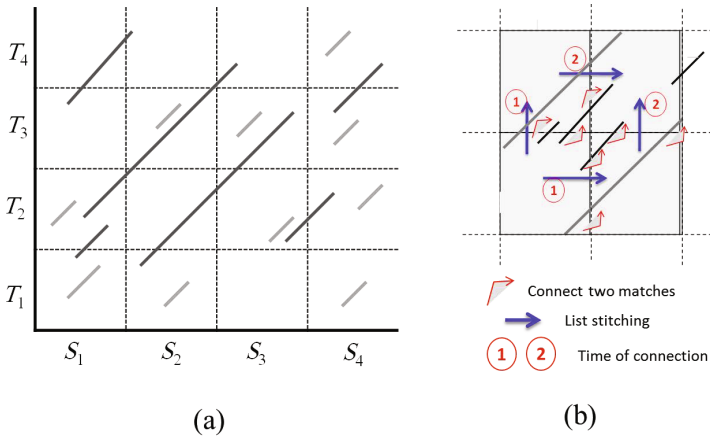 T4
T3
T2
T1
S1 S2 S3 S4
(a)
2
1 2
1
Connect two matches
List stitching
1 2 Time of connection
(b)